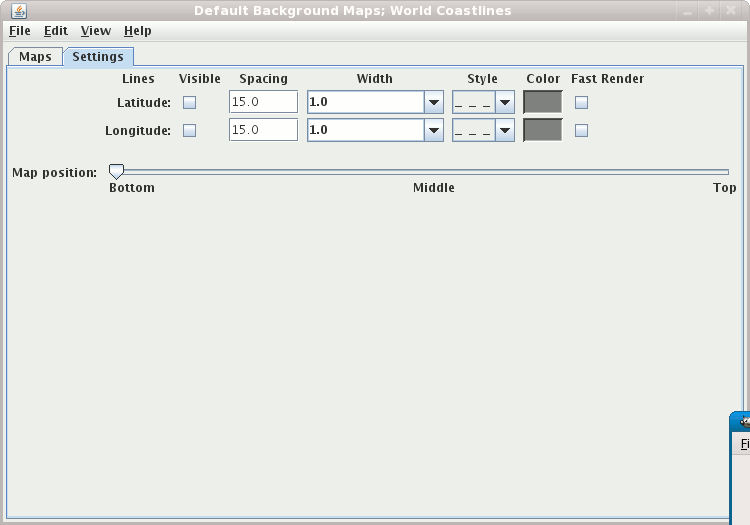 Default Background Maps; World Coastlines
File Edit View Help
Maps Settings
Lines Visible Spacing Width Style Color Fast Render
Latitude: 15.0 1.0 _ _ _
Longitude: 15.0 1.0 _ _ _
Map position:
Bottom Middle Top
Fi